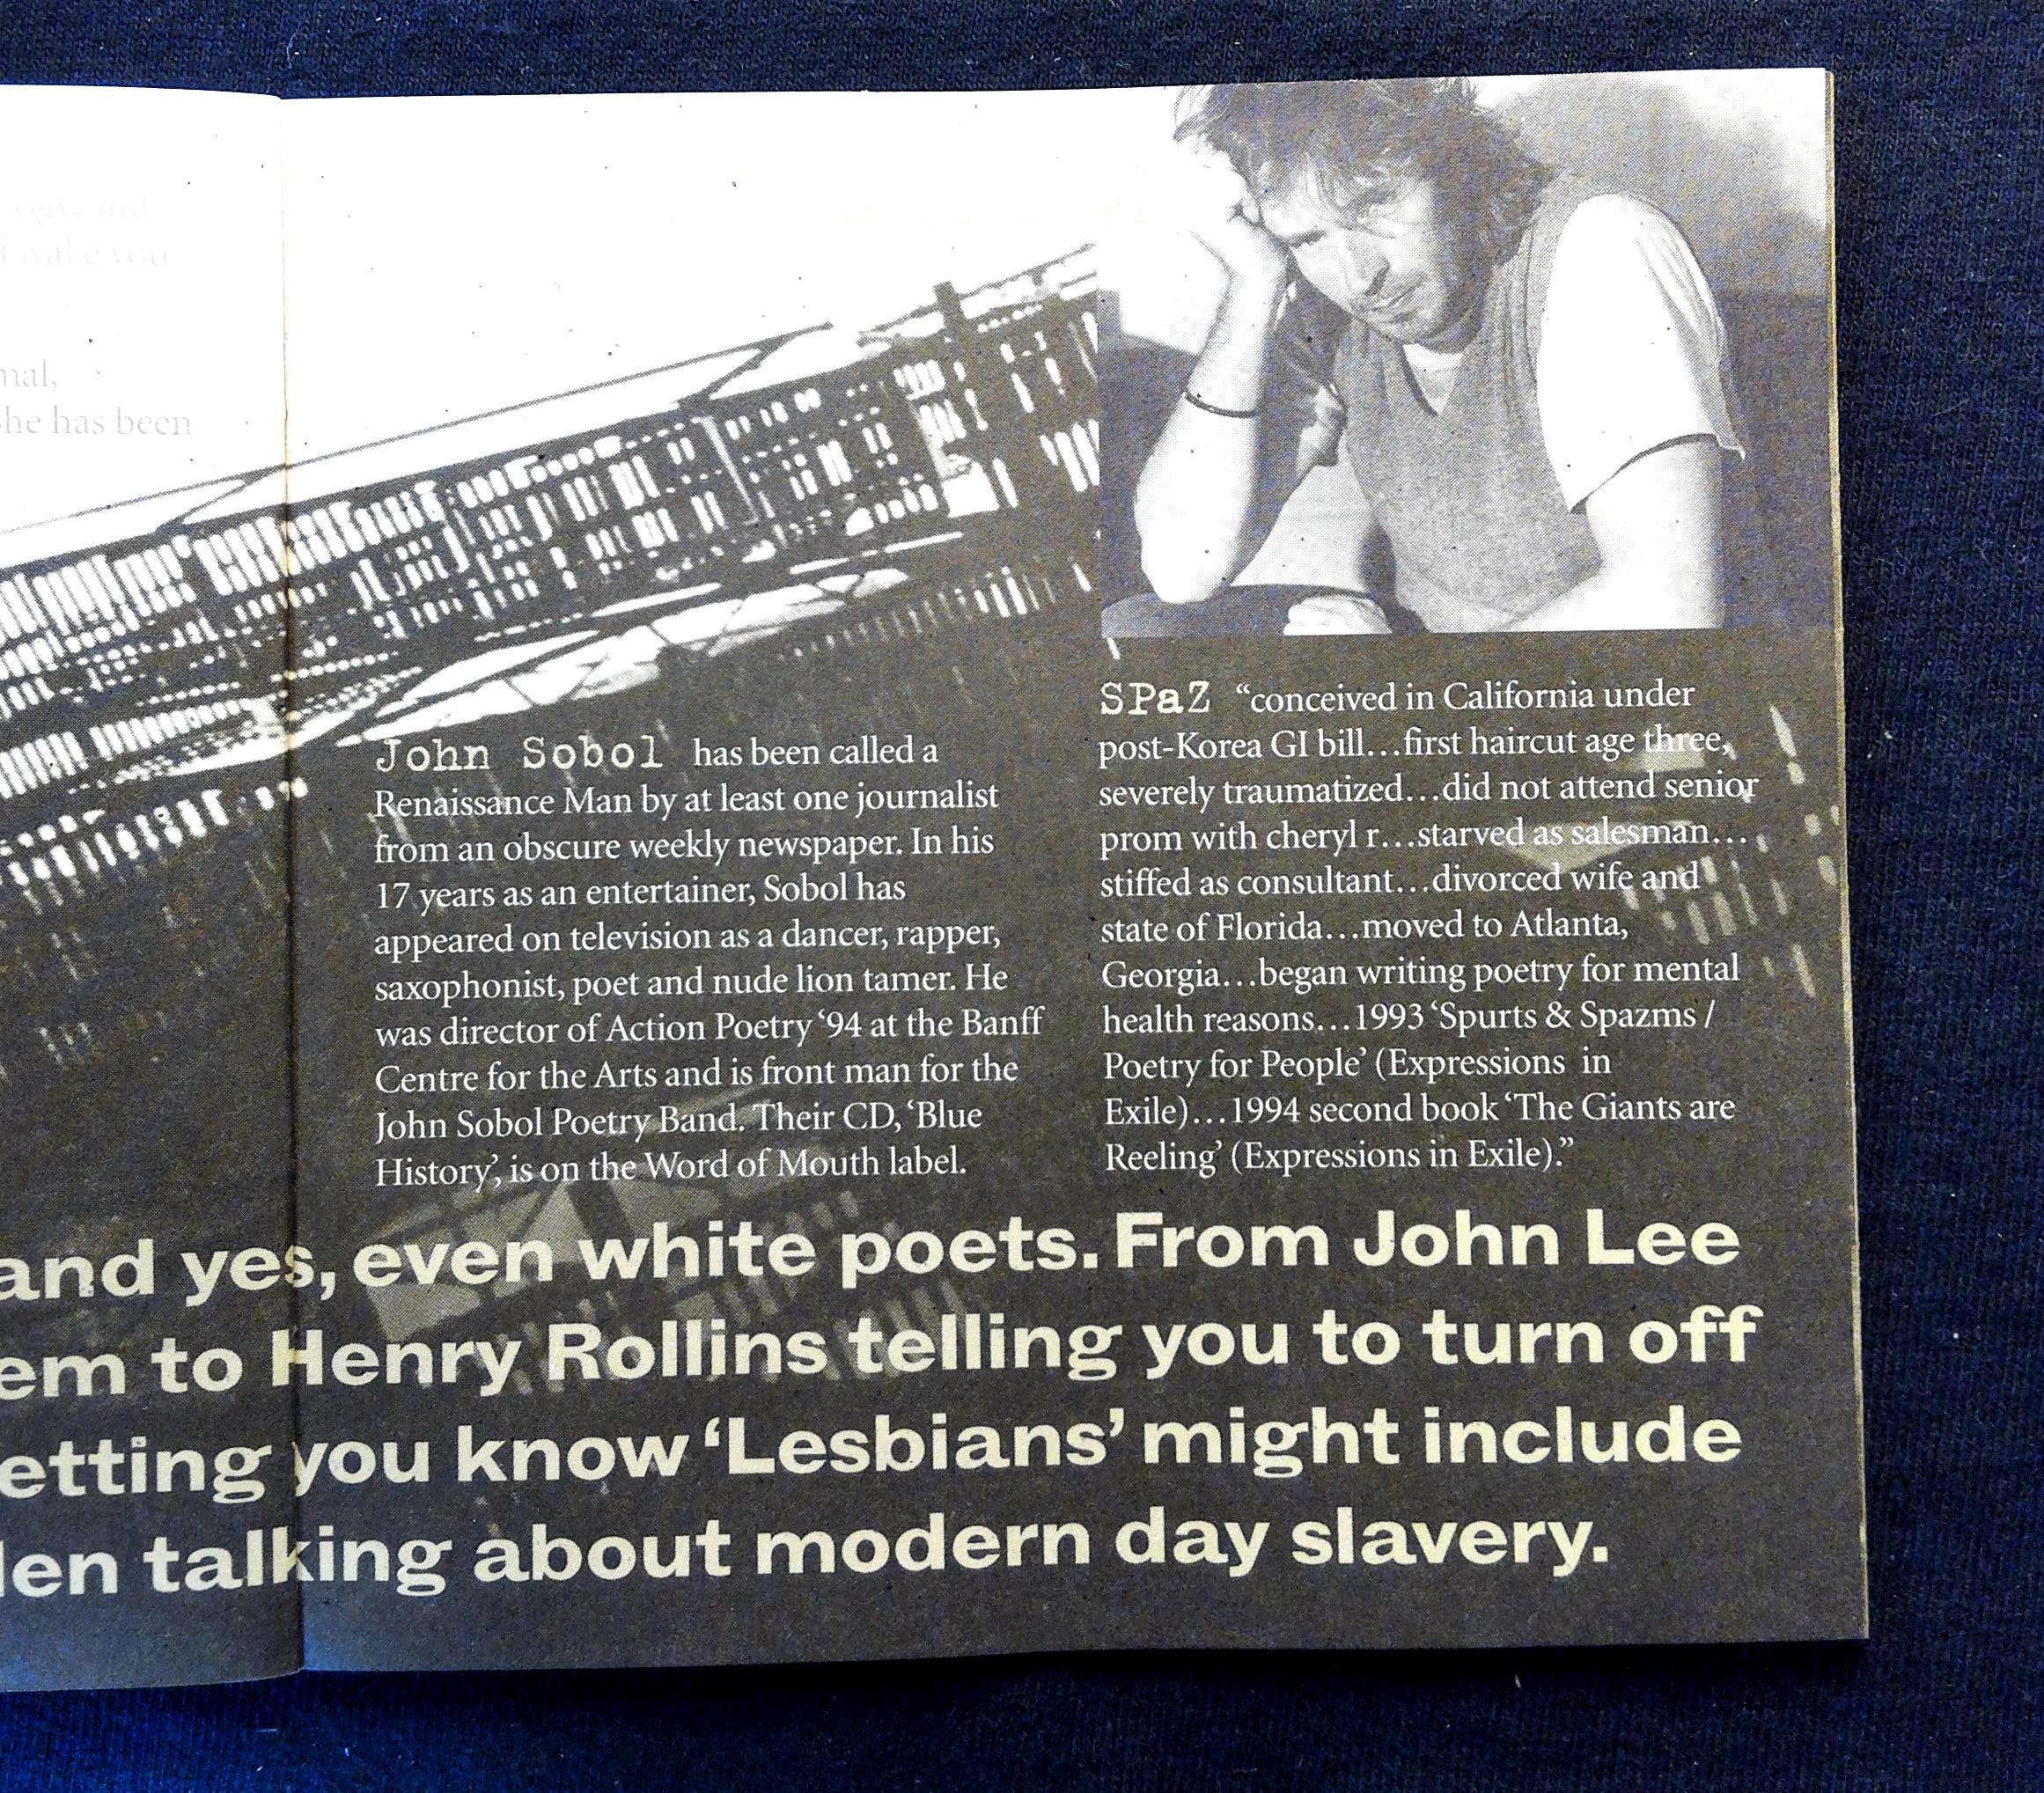 and
wake you
mal,
She has been
John Sobol has been called a
Renaissance Man by at least one journalist
from an obscure weekly newspaper. In his
17 years as an entertainer, Sobol has
appeared on television as a dancer, rapper,
saxophonist, poet and nude lion tamer. He
was director of Action Poetry ‘94 at the Banff
Centre for the Arts and is front man for the
John Sobol Poetry Band. Their CD, ‘Blue
History’, is on the Word of Mouth label.
SPaZ “conceived in California under
post-Korea GI bill...first haircut age three,
severely traumatized...did not attend senior
prom with cheryl r...starved as salesman...
stiffed as consultant...divorced wife and
state of Florida...moved to Atlanta,
Georgia...began writing poetry for mental
health reasons...1993 ‘Spurts & Spazms /
Poetry for People’ (Expressions in
Exile)...1994 second book ‘The Giants are
Reeling’ (Expressions in Exile).”
and yes, even white poets. From John Lee
em to Henry Rollins telling you to turn off
etting you know ‘Lesbians’ might include
len talking about modern day slavery.